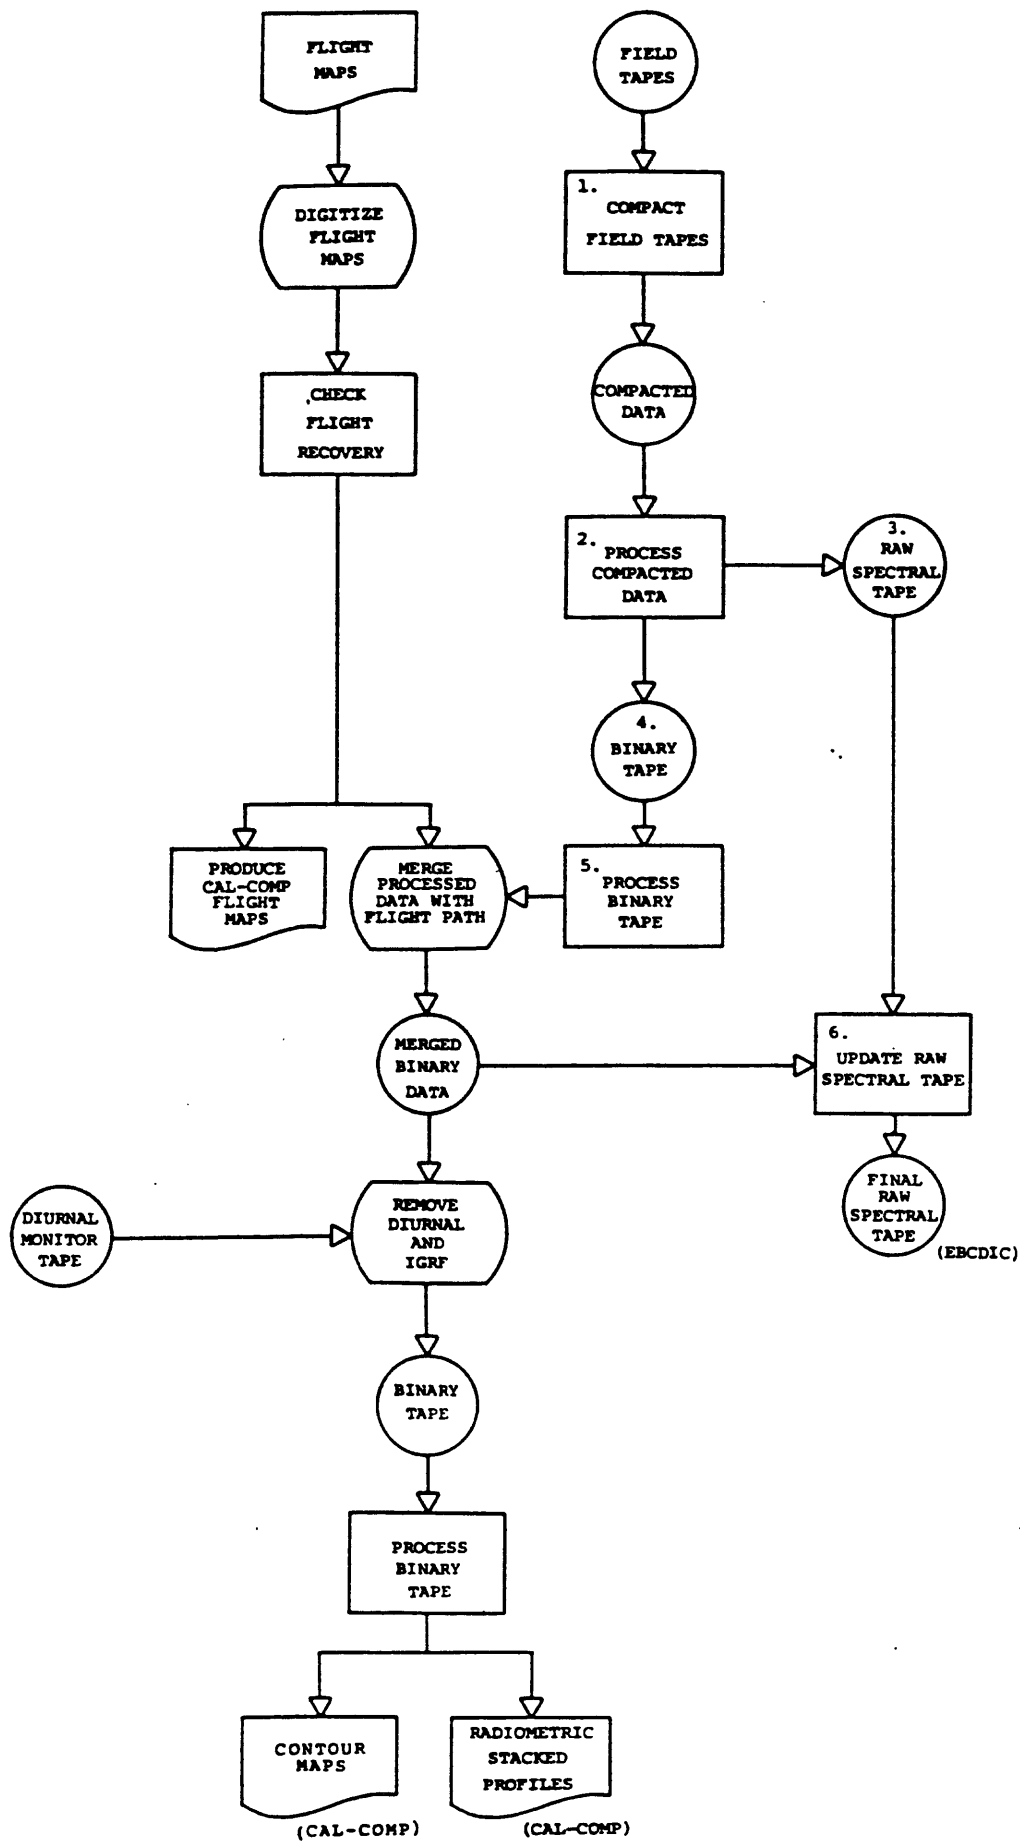 FLIGHT
MAPS
FIELD
TAPES
1.
COMPACT
FIELD TAPES
DIGITIZE
FLIGHT
MAPS
COMPACTED
DATA
CHECK
FLIGHT
RECOVERY
2.
PROCESS
COMPACTED
DATA
3.
RAW
SPECTRAL
TAPE
4.
BINARY
TAPE
PRODUCE
CAL-COMP
FLIGHT
MAPS
MERGE
PROCESSED
DATA WITH
FLIGHT PATH
5.
PROCESS
BINARY
TAPE
MERGED
BINARY
DATA
6.
UPDATE RAW
SPECTRAL TAPE
FINAL
RAW
SPECTRAL
TAPE
(EBCDIC)
DIURNAL
MONITOR
TAPE
REMOVE
DIURNAL
AND
IGRF
BINARY
TAPE
PROCESS
BINARY
TAPE
CONTOUR
MAPS
(CAL-COMP)
RADIOMETRIC
STACKED
PROFILES
(CAL-COMP)